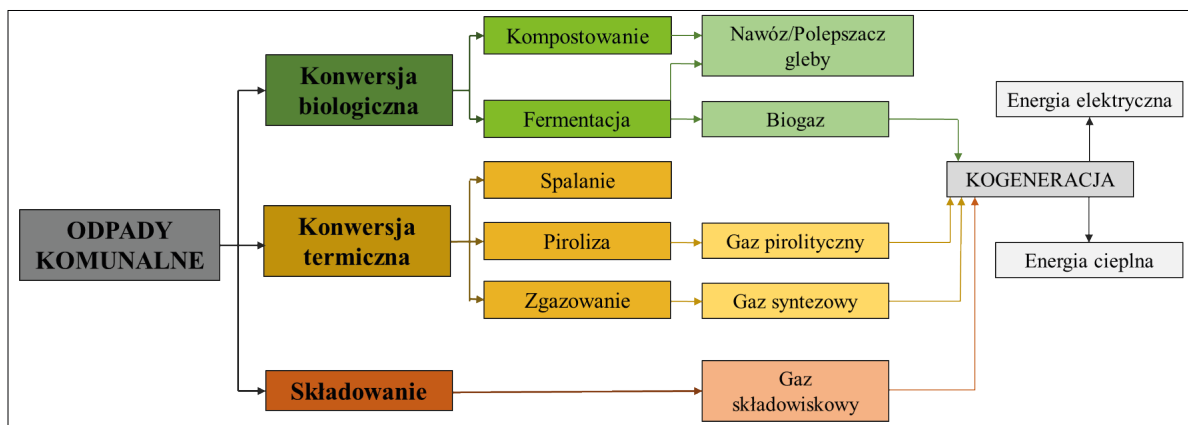 Kompostowanie
Nawóz/Polepszacz
gleby
Konwersja
biologiczna
Fermentacja
Biogaz
Energia elektryczna
Spalanie
KOGENERACJA
ODPADY
KOMUNALNE
Konwersja
termiczna
Piroliza
Gaz pirolityczny
Energia cieplna
Zgazowanie
Gaz syntezowy
Składowanie
Gaz
składowiskowy